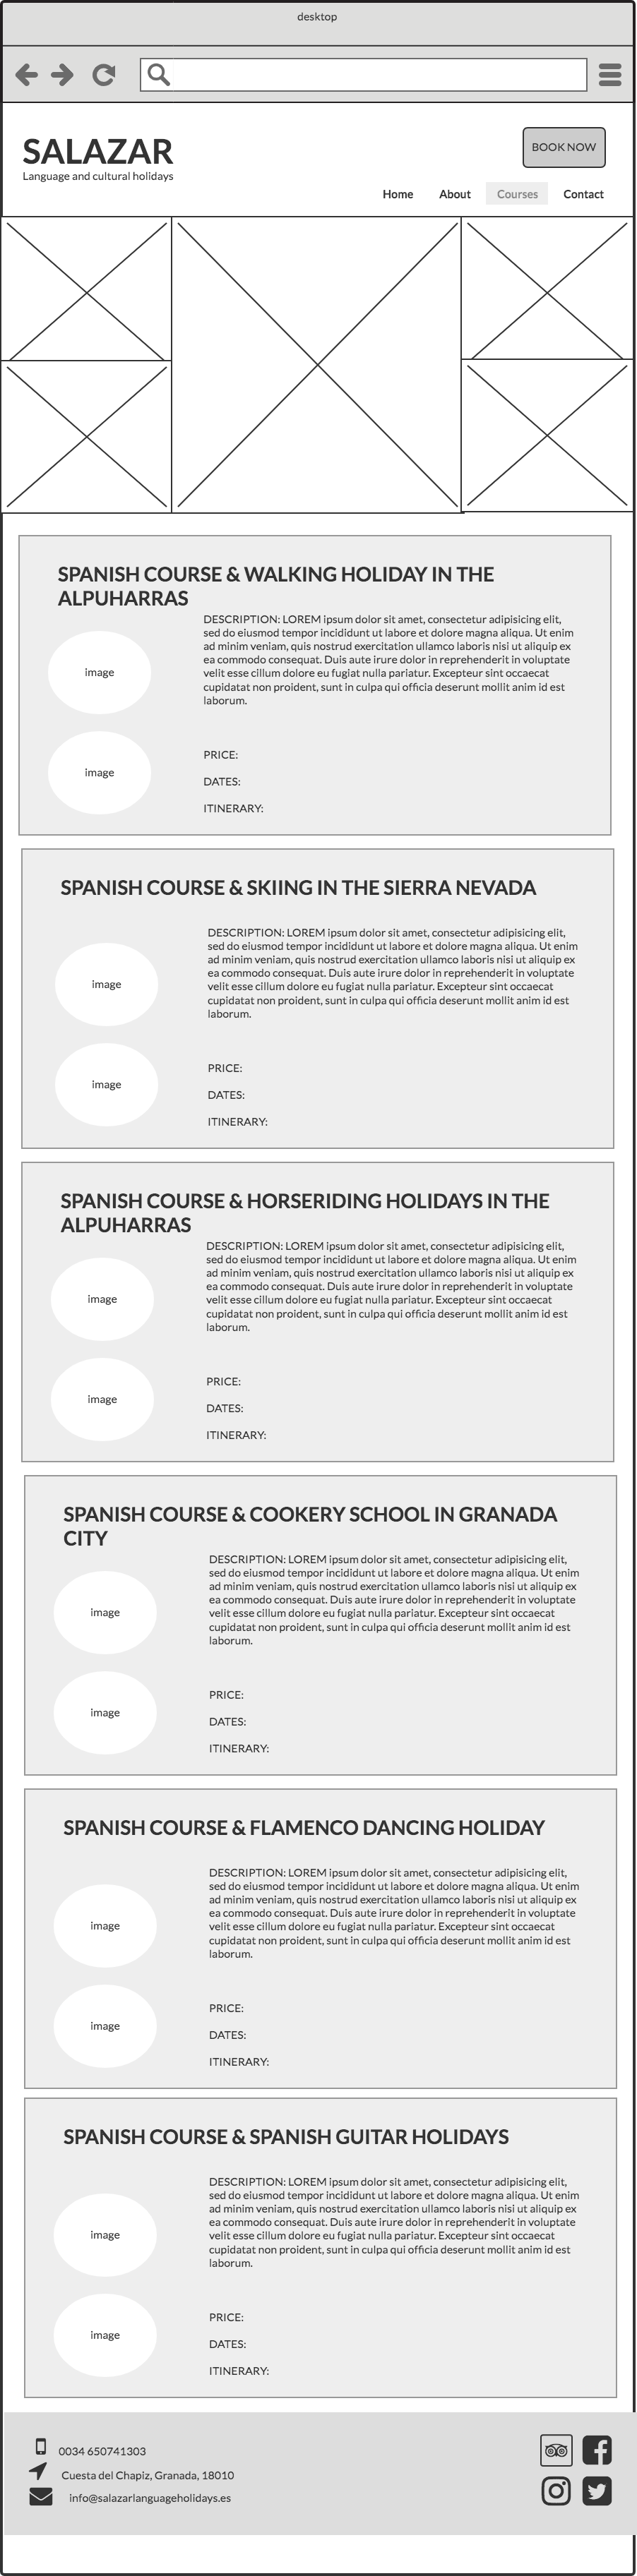 desktop
SALAZAR
Language and cultural holidays
BOOK NOW
Home About Courses Contact
SPANISH COURSE & WALKING HOLIDAY IN THE
ALPUHARRAS
DESCRIPTION: LOREM ipsum dolor sit amet, consectetur adipisicing elit,
sed do eiusmod tempor incididunt ut labore et dolore magna aliqua. Ut enim
ad minim veniam, quis nostrud exercitation ullamco laboris nisi ut aliquip ex
ea commodo consequat. Duis aute irure dolor in reprehenderit in voluptate
velit esse cillum dolore eu fugiat nulla pariatur. Excepteur sint occaecat
cupidatat non proident, sunt in culpa qui officia deserunt mollit anim id est
laborum.
image
image
PRICE:
DATES:
ITINERARY:
SPANISH COURSE & SKIING IN THE SIERRA NEVADA
DESCRIPTION: LOREM ipsum dolor sit amet, consectetur adipisicing elit,
sed do eiusmod tempor incididunt ut labore et dolore magna aliqua. Ut enim
ad minim veniam, quis nostrud exercitation ullamco laboris nisi ut aliquip ex
ea commodo consequat. Duis aute irure dolor in reprehenderit in voluptate
velit esse cillum dolore eu fugiat nulla pariatur. Excepteur sint occaecat
cupidatat non proident, sunt in culpa qui officia deserunt mollit anim id est
laborum.
image
image
PRICE:
DATES:
ITINERARY:
SPANISH COURSE & HORSERIDING HOLIDAYS IN THE
ALPUHARRAS
DESCRIPTION: LOREM ipsum dolor sit amet, consectetur adipisicing elit,
sed do eiusmod tempor incididunt ut labore et dolore magna aliqua. Ut enim
ad minim veniam, quis nostrud exercitation ullamco laboris nisi ut aliquip ex
ea commodo consequat. Duis aute irure dolor in reprehenderit in voluptate
velit esse cillum dolore eu fugiat nulla pariatur. Excepteur sint occaecat
cupidatat non proident, sunt in culpa qui officia deserunt mollit anim id est
laborum.
image
image
PRICE:
DATES:
ITINERARY:
SPANISH COURSE & COOKERY SCHOOL IN GRANADA
CITY
DESCRIPTION: LOREM ipsum dolor sit amet, consectetur adipisicing elit,
sed do eiusmod tempor incididunt ut labore et dolore magna aliqua. Ut enim
ad minim veniam, quis nostrud exercitation ullamco laboris nisi ut aliquip ex
ea commodo consequat. Duis aute irure dolor in reprehenderit in voluptate
velit esse cillum dolore eu fugiat nulla pariatur. Excepteur sint occaecat
cupidatat non proident, sunt in culpa qui officia deserunt mollit anim id est
laborum.
image
image
PRICE:
DATES:
ITINERARY:
SPANISH COURSE & FLAMENCO DANCING HOLIDAY
DESCRIPTION: LOREM ipsum dolor sit amet, consectetur adipisicing elit,
sed do eiusmod tempor incididunt ut labore et dolore magna aliqua. Ut enim
ad minim veniam, quis nostrud exercitation ullamco laboris nisi ut aliquip ex
ea commodo consequat. Duis aute irure dolor in reprehenderit in voluptate
velit esse cillum dolore eu fugiat nulla pariatur. Excepteur sint occaecat
cupidatat non proident, sunt in culpa qui officia deserunt mollit anim id est
laborum.
image
image
PRICE:
DATES:
ITINERARY:
SPANISH COURSE & SPANISH GUITAR HOLIDAYS
DESCRIPTION: LOREM ipsum dolor sit amet, consectetur adipisicing elit,
sed do eiusmod tempor incididunt ut labore et dolore magna aliqua. Ut enim
ad minim veniam, quis nostrud exercitation ullamco laboris nisi ut aliquip ex
ea commodo consequat. Duis aute irure dolor in reprehenderit in voluptate
velit esse cillum dolore eu fugiat nulla pariatur. Excepteur sint occaecat
cupidatat non proident, sunt in culpa qui officia deserunt mollit anim id est
laborum.
image
image
PRICE:
DATES:
ITINERARY:
0034 650741303
Cuesta del Chapiz, Granada, 18010
info@salazarlanguageholidays.es